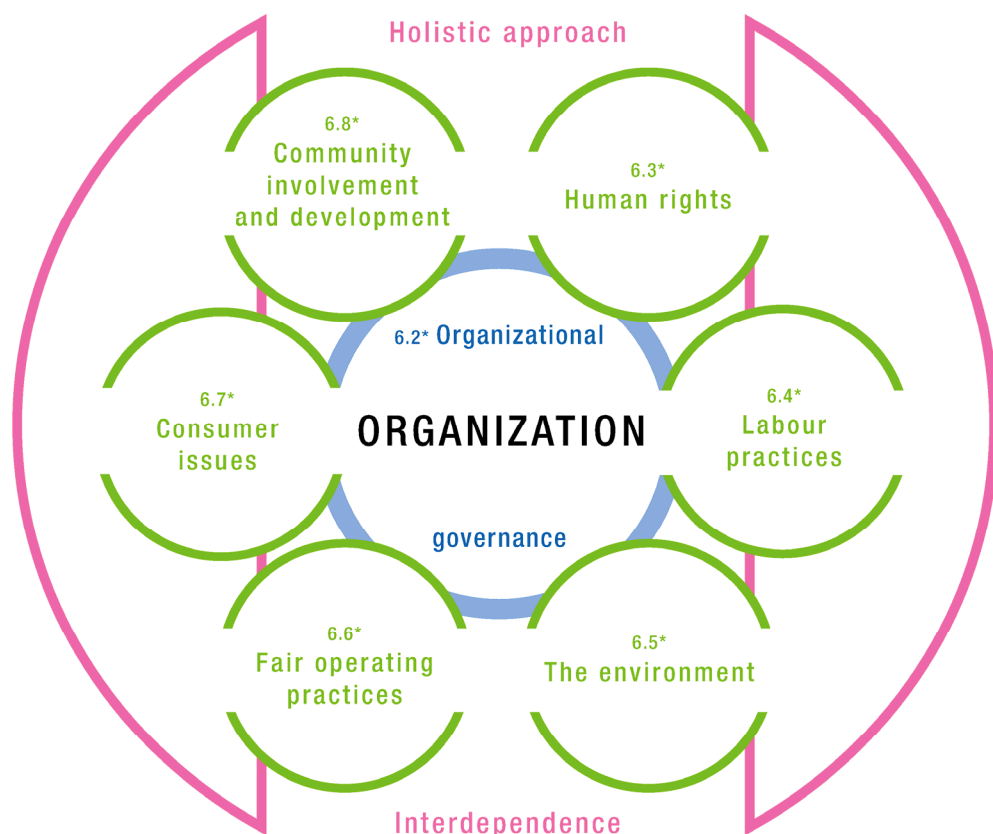 Holistic approach
6.8*
Community
involvement
and development
6.3*
Human rights
6.2* Organizational
6.7*
Consumer
issues
ORGANIZATION
6.4*
Labour
practices
governance
6.6*
Fair operating
practices
6.5*
The environment
Interdependence